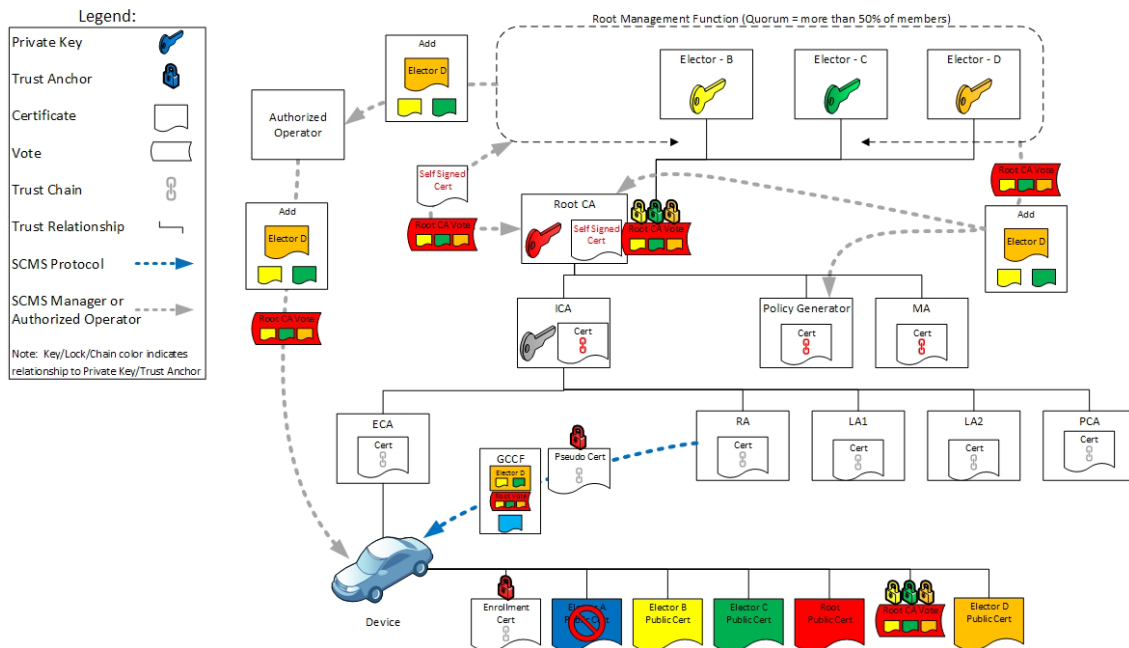 Legend:
Private Key
Trust Anchor
Certificate
Vote
Trust Chain
Trust Relationship
SCMS Protocol
SCMS Manager or
Authorized Operator
Note: Key/Lock/Chain color indicates
relationship to Private Key/Trust Anchor
Root Management Function (Quorum = more than 50% of members)
Add
Elector D
Authorized
Operator
Elector - B
Elector - C
Elector - D
Self Signed
Cert
Root CA Vote
Root CA
Self Signed
Cert
Root CA Vote
Root CA Vote
Add
Elector D
Add
Elector D
Root CA Vote
ICA
Cert
Policy Generator
Cert
MA
Cert
ECA
Cert
GCCF
Elector D
Root Vote
Pseudo Cert
RA
Cert
LA1
Cert
LA2
Cert
PCA
Cert
Device
Enrollment
Cert
Elector A
Public Cert
Elector B
Public Cert
Elector C
Public Cert
Root
Public Cert
Root CA Vote
Elector D
Public Cert